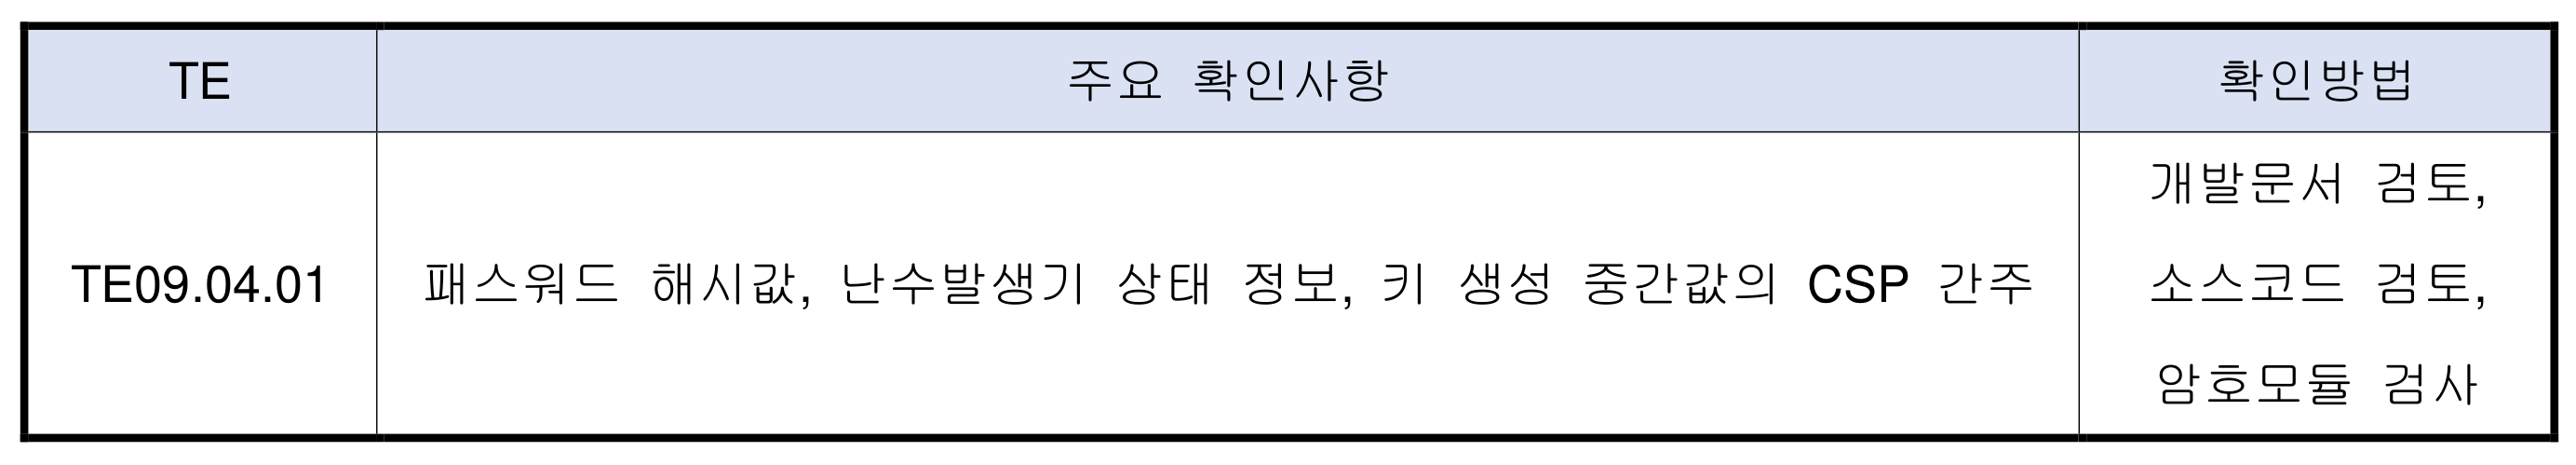 TE 주요 확인사항 확인방법
TE09.04.01 패스워드 해시값, 난수발생기 상태 정보, 키 생성 중간값의 CSP 간주
개발문서 검토,
소스코드 검토,
암호모듈 검사